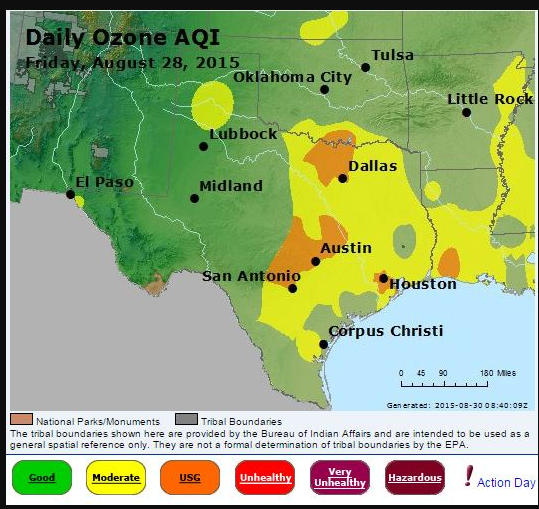 Daily Ozone AQI
Friday, August 28, 2015
Tulsa
Oklahoma City
Little Rock
Lubbock
Dallas
El Paso
Midland
Austin
San Antonio
Houston
Corpus Christi
0 45 90 180 Miles
Generated: 2015-08-30 08:40:09Z
National Parks/Monuments Tribal Boundaries
The tribal boundaries shown here are provided by the Bureau of Indian Affairs and are intended to be used as a
general spatial reference only. They are not a formal determination of tribal boundaries by the EPA.
Good Moderate USG Unhealthy Very Unhealthy Hazardous ! Action Day